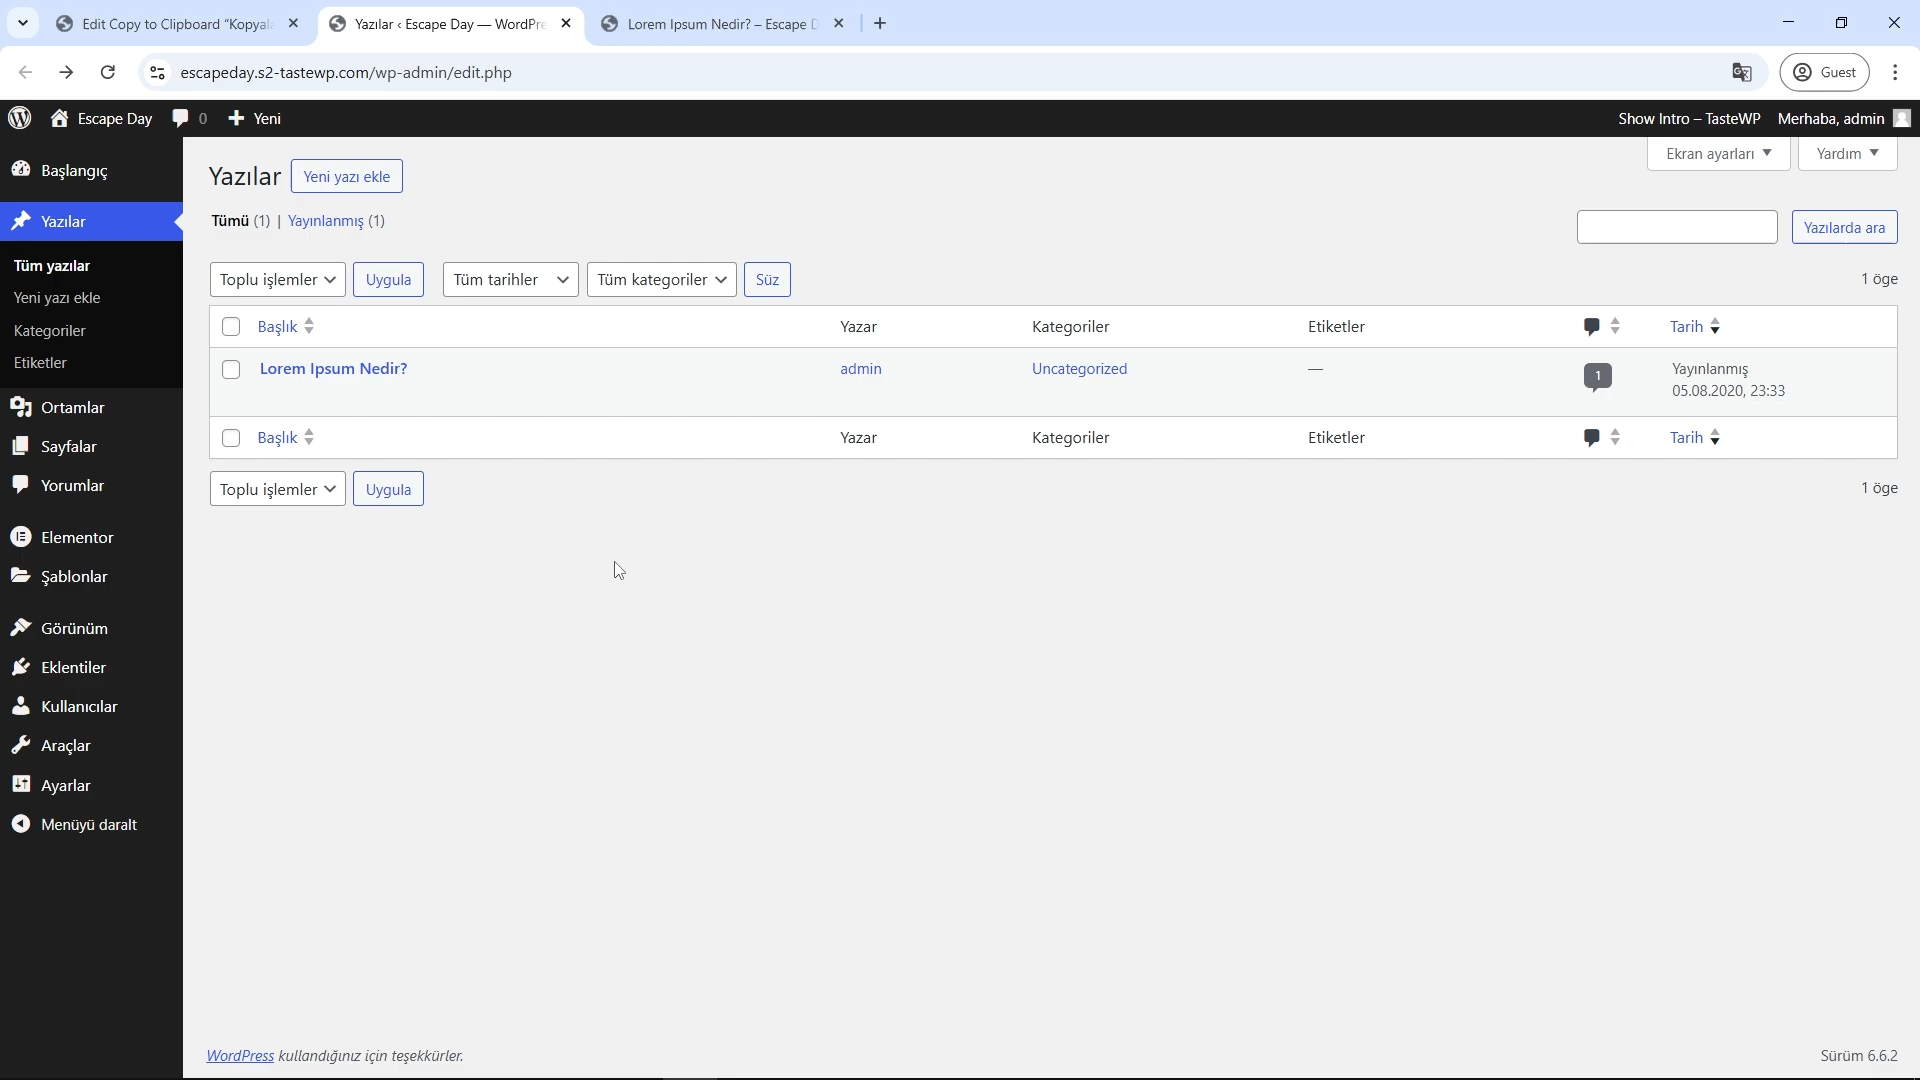 Edit Copy to Clipboard “Kopyala
Yazılar ‹ Escape Day — WordPre
Lorem Ipsum Nedir? – Escape D
escapeday.s2-tastewp.com/wp-admin/edit.php
Guest
Escape Day
0
Yeni
Show Intro – TasteWP
Merhaba, admin
Başlangıç
Yazılar
Tüm yazılar
Yeni yazı ekle
Kategoriler
Etiketler
Ortamlar
Sayfalar
Yorumlar
Elementor
Şablonlar
Görünüm
Eklentiler
Kullanıcılar
Araçlar
Ayarlar
Menüyü daralt
Ekran ayarları
Yardım
Yazılar
Yeni yazı ekle
Tümü (1) | Yayınlanmış (1)
Yazılarda ara
Toplu işlemler
Uygula
Tüm tarihler
Tüm kategoriler
Süz
1 öge
Başlık
Yazar
Kategoriler
Etiketler
Tarih
Lorem Ipsum Nedir?
admin
Uncategorized
—
1
Yayınlanmış
05.08.2020, 23:33
Başlık
Yazar
Kategoriler
Etiketler
Tarih
Toplu işlemler
Uygula
1 öge
WordPress kullandığınız için teşekkürler.
Sürüm 6.6.2